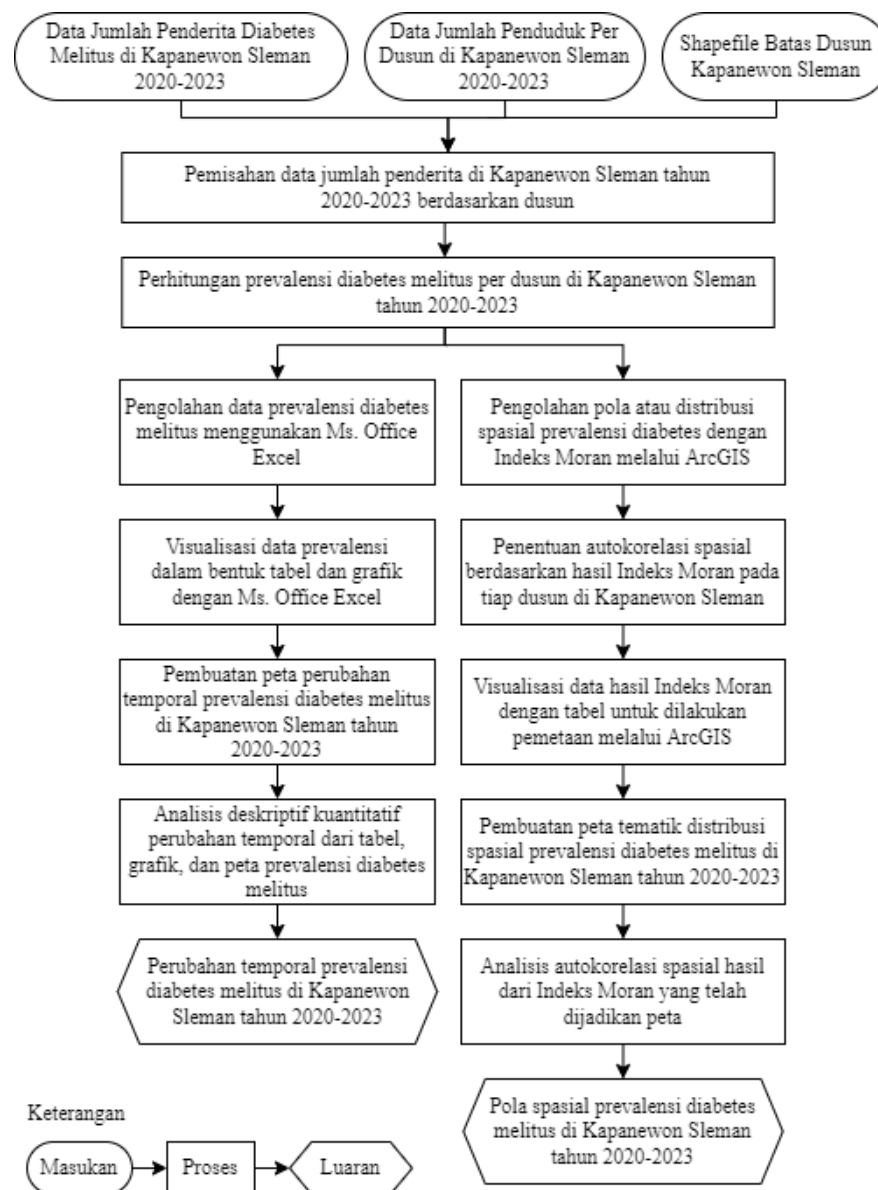 Data Jumlah Penderita Diabetes
Melitus di Kapanewon Sleman
2020-2023
Data Jumlah Penduduk Per
Dusun di Kapanewon Sleman
2020-2023
Shapefile Batas Dusun
Kapanewon Sleman
Pemisahan data jumlah penderita di Kapanewon Sleman tahun
2020-2023 berdasarkan dusun
Perhitungan prevalensi diabetes melitus per dusun di Kapanewon Sleman
tahun 2020-2023
Pengolahan data prevalensi diabetes
melitus menggunakan Ms. Office
Excel
Visualisasi data prevalensi
dalam bentuk tabel dan grafik
dengan Ms. Office Excel
Pembuatan peta perubahan
temporal prevalensi diabetes melitus
di Kapanewon Sleman tahun
2020-2023
Analisis deskriptif kuantitatif
perubahan temporal dari tabel,
grafik, dan peta prevalensi diabetes
melitus
Perubahan temporal prevalensi
diabetes melitus di Kapanewon
Sleman tahun 2020-2023
Pengolahan pola atau distribusi
spasial prevalensi diabetes dengan
Indeks Moran melalui ArcGIS
Penentuan autokorelasi spasial
berdasarkan hasil Indeks Moran pada
tiap dusun di Kapanewon Sleman
Visualisasi data hasil Indeks Moran
dengan tabel untuk dilakukan
pemetaan melalui ArcGIS
Pembuatan peta tematik distribusi
spasial prevalensi diabetes melitus di
Kapanewon Sleman tahun 2020-2023
Analisis autokorelasi spasial hasil
dari Indeks Moran yang telah
dijadikan peta
Pola spasial prevalensi diabetes
melitus di Kapanewon Sleman
tahun 2020-2023
Keterangan
Masukan
Proses
Luaran